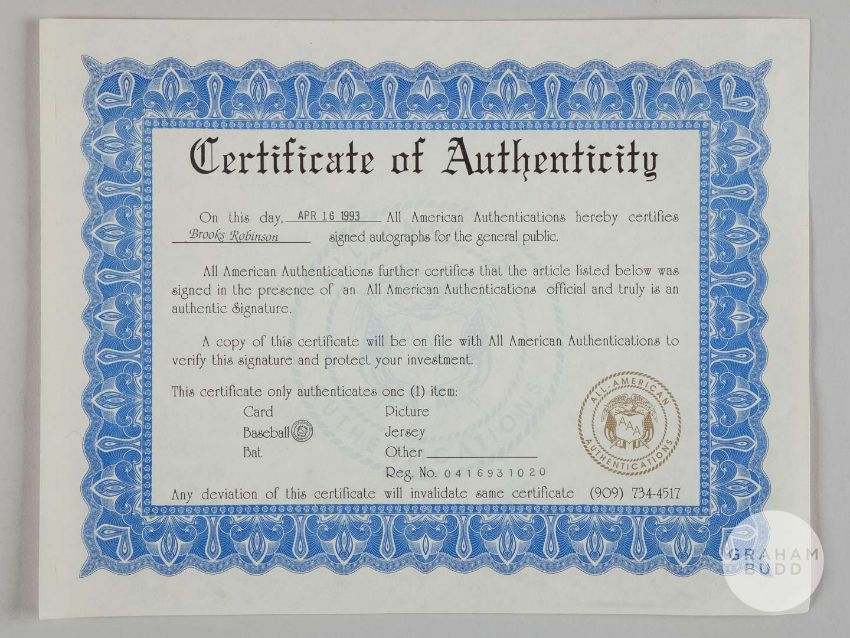 Certificate of Authenticity
On this day, APR 16 1993 All American Authentications hereby certifies
Brooks Robinson signed autographs for the general public.
All American Authentications further certifies that the article listed below was
signed in the presence of an All American Authentications official and truly is an
authentic Signature.
A copy of this certificate will be on file with All American Authentications to
verify this signature and protect your investment.
This certificate only authenticates one (1) item:
Card Picture
Baseball Jersey
Bat Other
Reg. No. 0416931020
Any deviation of this certificate will invalidate same certificate (909) 734-4517
ALL AMERICAN
AAA
AUTHENTICATIONS
GRAHAM
BUDD